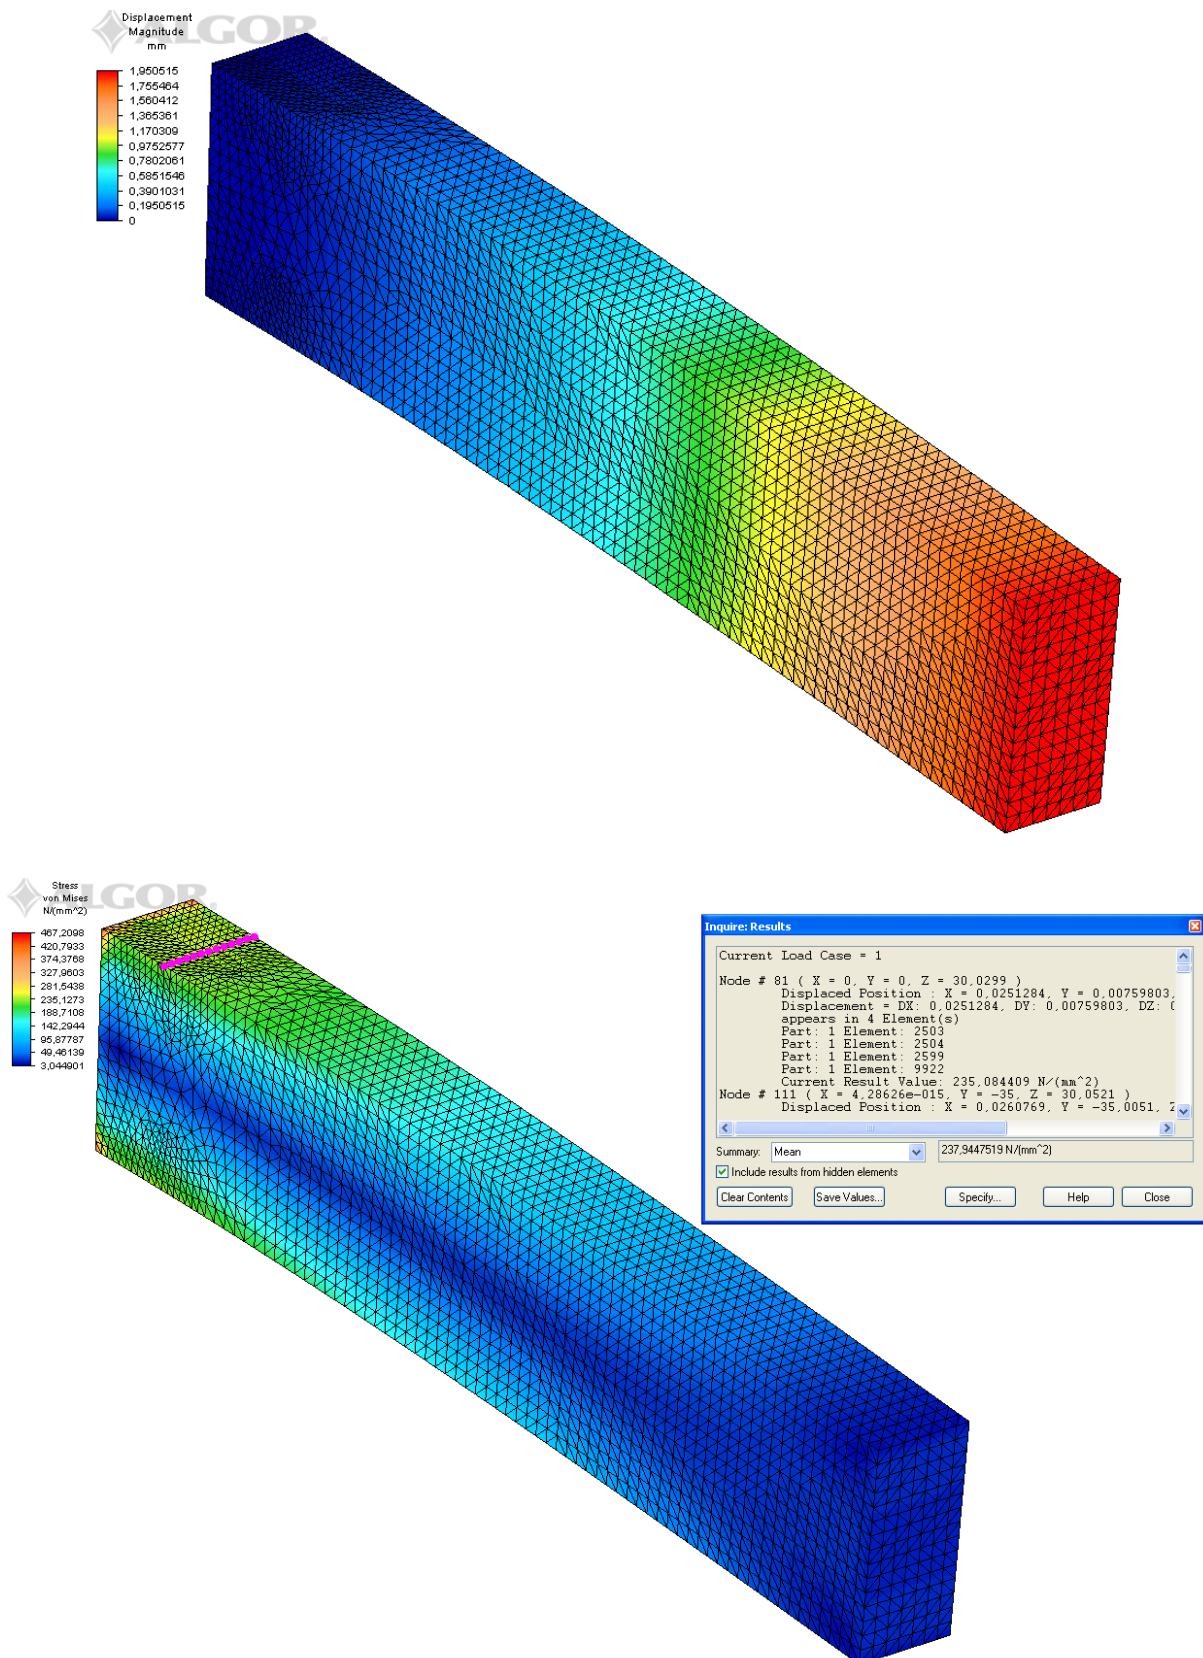 Displacement
Magnitude
mm
ALGOR.
1,950515
1,755464
1,560412
1,365361
1,170309
0,9752577
0,7802061
0,5851546
0,3901031
0,1950515
0
Stress
von Mises
N/(mm^2)
ALGOR.
467,2098
420,7933
374,3768
327,9603
281,5438
235,1273
188,7108
142,2944
95,87787
49,46139
3,044901
Inquire: Results
Current Load Case = 1
Node # 81 ( X = 0, Y = 0, Z = 30,0299 )
Displaced Position : X = 0,0251284, Y = 0,00759803,
Displacement = DX: 0,0251284, DY: 0,00759803, DZ:
appears in 4 Element(s)
Part: 1 Element: 2503
Part: 1 Element: 2504
Part: 1 Element: 2599
Part: 1 Element: 9922
Current Result Value: 235,084409 N/(mm^2)
Node # 111 ( X = 4,28626e-015, Y = -35, Z = 30,0521 )
Displaced Position : X = 0,0260769, Y = -35,0051,
Summary: Mean 237,9447519 N/(mm^2)
Include results from hidden elements
Clear Contents Save Values... Specify... Help Close